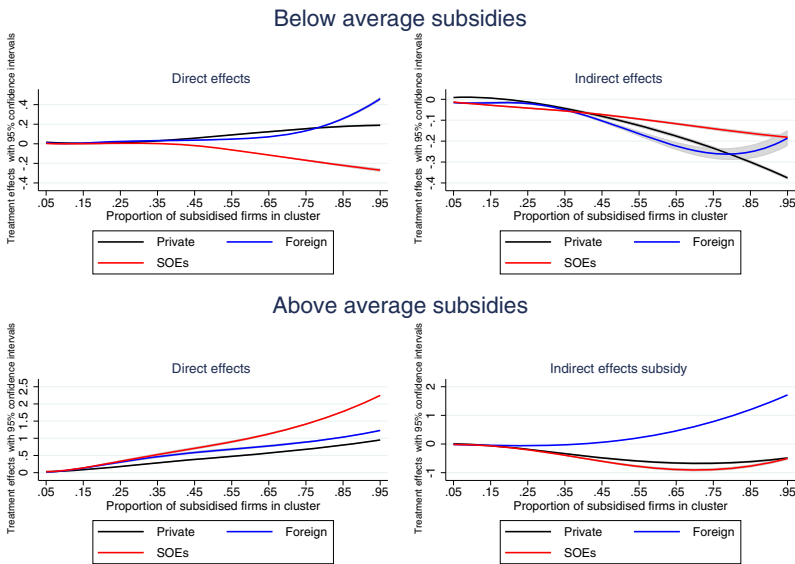 Below average subsidies
Direct effects
Treatment effects with 95% confidence intervals
.4
.2
0
-.2
-.4
.05 .15 .25 .35 .45 .55 .65 .75 .85 .95
Proportion of subsidised firms in cluster
Private Foreign
SOEs
Indirect effects
Treatment effects with 95% confidence intervals
0
-.1
-.2
-.3
-.4
.05 .15 .25 .35 .45 .55 .65 .75 .85 .95
Proportion of subsidised firms in cluster
Private Foreign
SOEs
Above average subsidies
Direct effects
Treatment effects with 95% confidence intervals
2.5
2
1.5
1
.5
0
.05 .15 .25 .35 .45 .55 .65 .75 .85 .95
Proportion of subsidised firms in cluster
Private Foreign
SOEs
Indirect effects subsidy
Treatment effects with 95% confidence intervals
2
1
0
-1
.05 .15 .25 .35 .45 .55 .65 .75 .85 .95
Proportion of subsidised firms in cluster
Private Foreign
SOEs